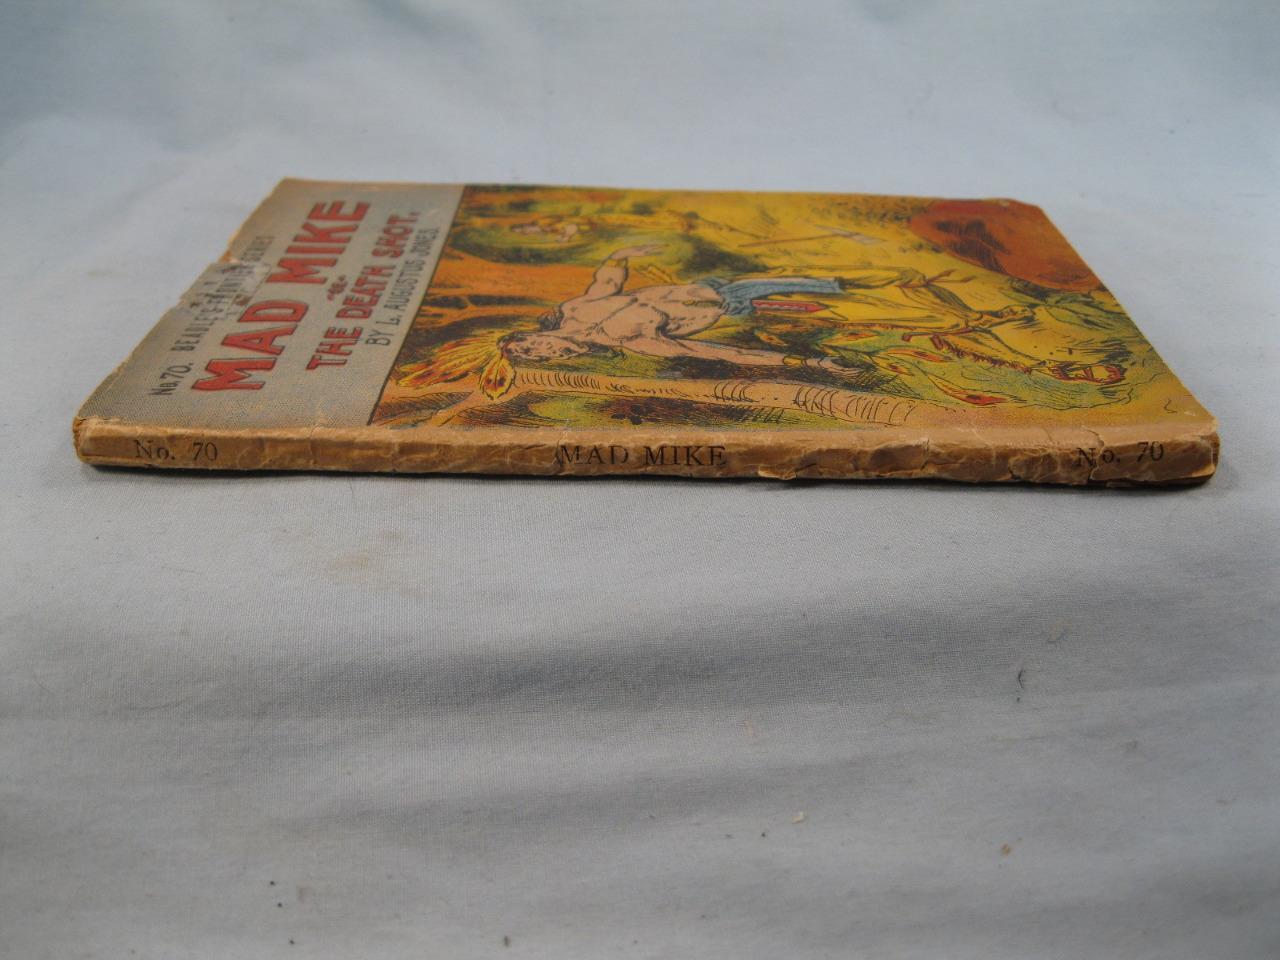 No. 70. BEADLE'S FRONTIER SERIES
MAD MIKE
-OR-
THE DEATH SHOT.
BY L. AUGUSTUS JONES.
No. 70 MAD MIKE No. 70